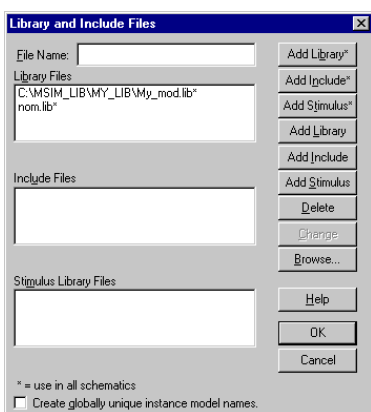 Library and Include Files
File Name:
Add Library*
Library Files
Add Include*
C:\MSIM_LIB\MY_LIB\My_mod.lib*
nom.lib*
Add Stimulus*
Add Library
Add Include
Include Files
Add Stimulus
Delete
Change
Browse...
Stimulus Library Files
Help
OK
Cancel
* = use in all schematics
Create globally unique instance model names.